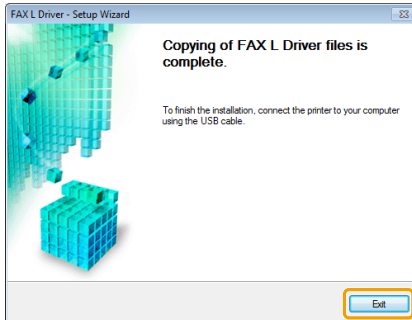 FAX L Driver - Setup Wizard
Copying of FAX L Driver files is
complete.
To finish the installation, connect the printer to your computer
using the USB cable.
Exit